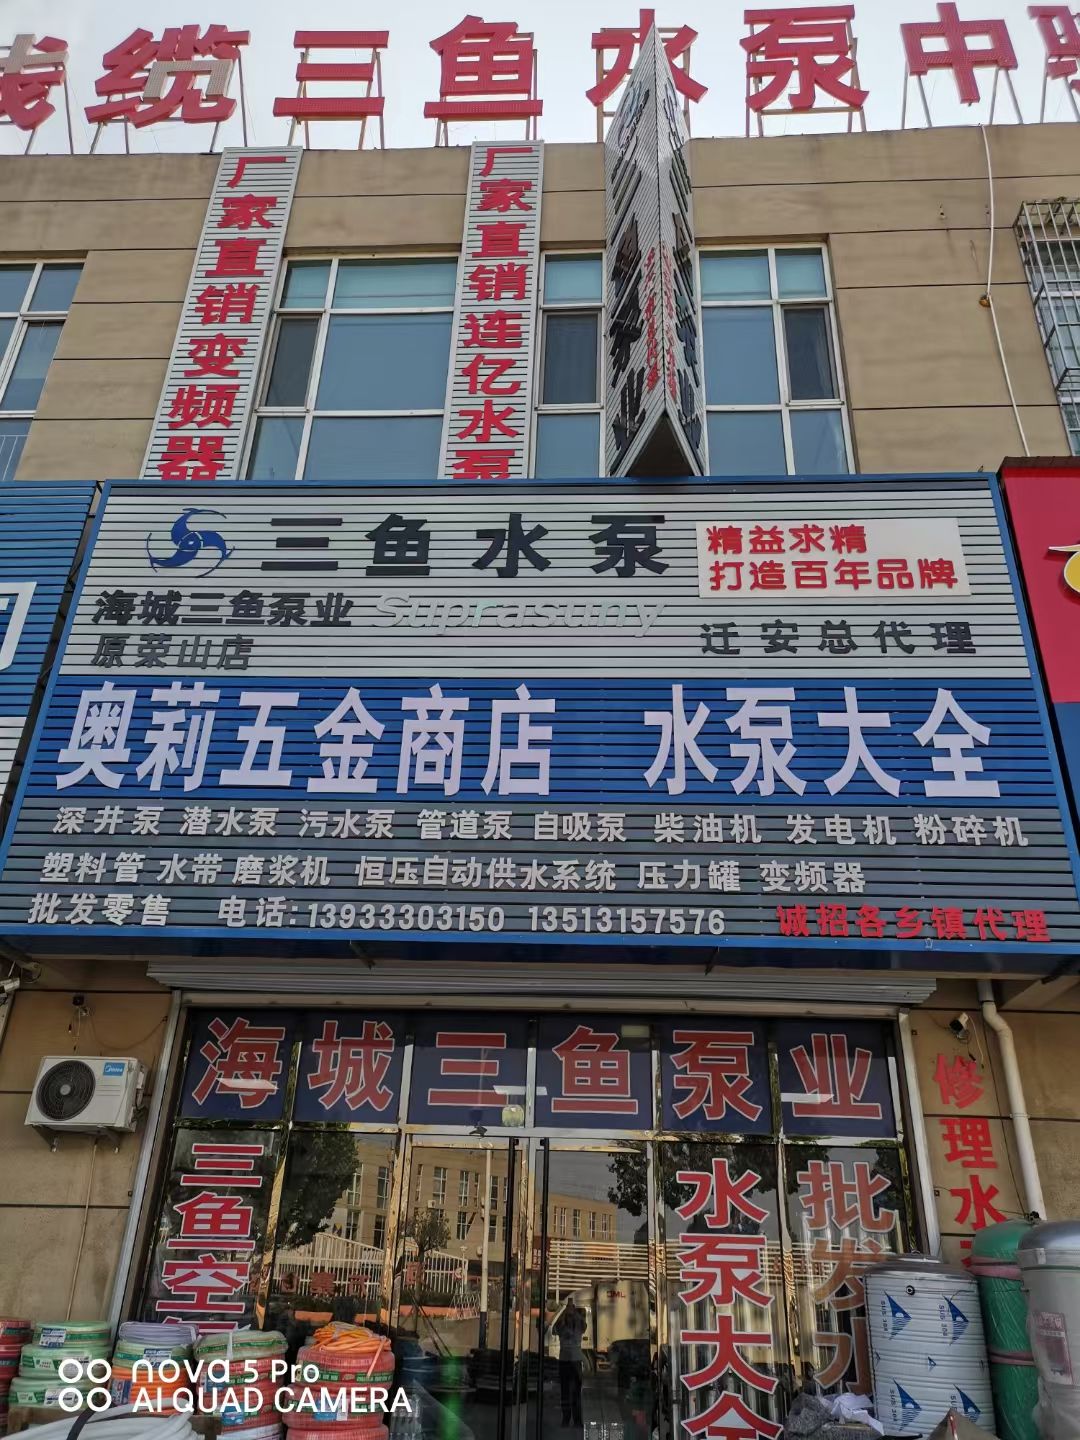 线缆三鱼水泵中
厂家直销变频器
厂家直销连亿水泵
三鱼水泵
精益求精
打造百年品牌
海城三鱼泵业
Suprasuny
原荣山店
迁安总代理
奥莉五金商店 水泵大全
深井泵 潜水泵 污水泵 管道泵 自吸泵 柴油机 发电机 粉碎机
塑料管 水带 磨浆机 恒压自动供水系统 压力罐 变频器
批发零售 电话:13933303150 13513157576 诚招各乡镇代理
海城三鱼泵业
Midea
修理水
三鱼空
水泵大全
批发水
nova 5 Pro
AI QUAD CAMERA